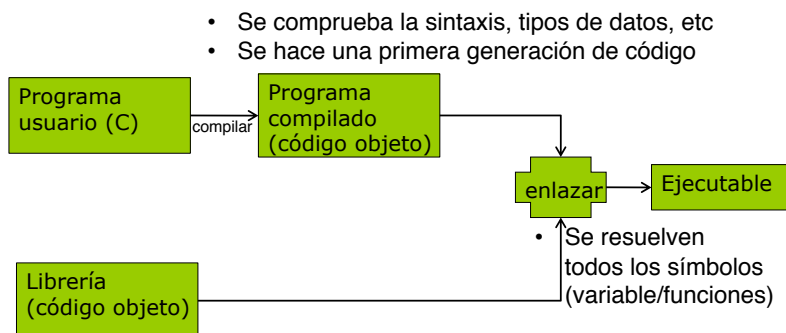 • Se comprueba la sintaxis, tipos de datos, etc
• Se hace una primera generación de código
Programa
usuario (C)
compilar
Programa
compilado
(código objeto)
enlazar
Ejecutable
• Se resuelven
todos los símbolos
(variable/funciones)
Librería
(código objeto)